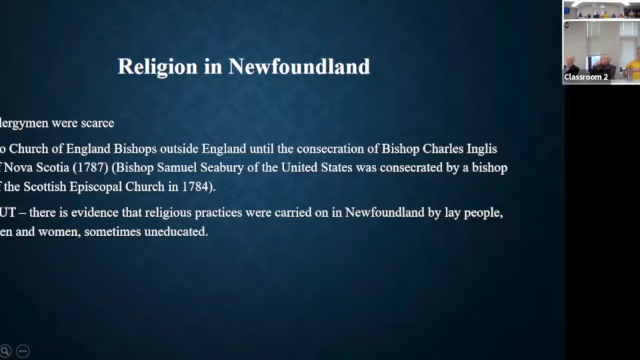 Religion in Newfoundland
lergymen were scarce
o Church of England Bishops outside England until the consecration of Bishop Charles Inglis
f Nova Scotia (1787) (Bishop Samuel Seabury of the United States was consecrated by a bishop
f the Scottish Episcopal Church in 1784).
UT – there is evidence that religious practices were carried on in Newfoundland by lay people,
en and women, sometimes uneducated.
Classroom 2